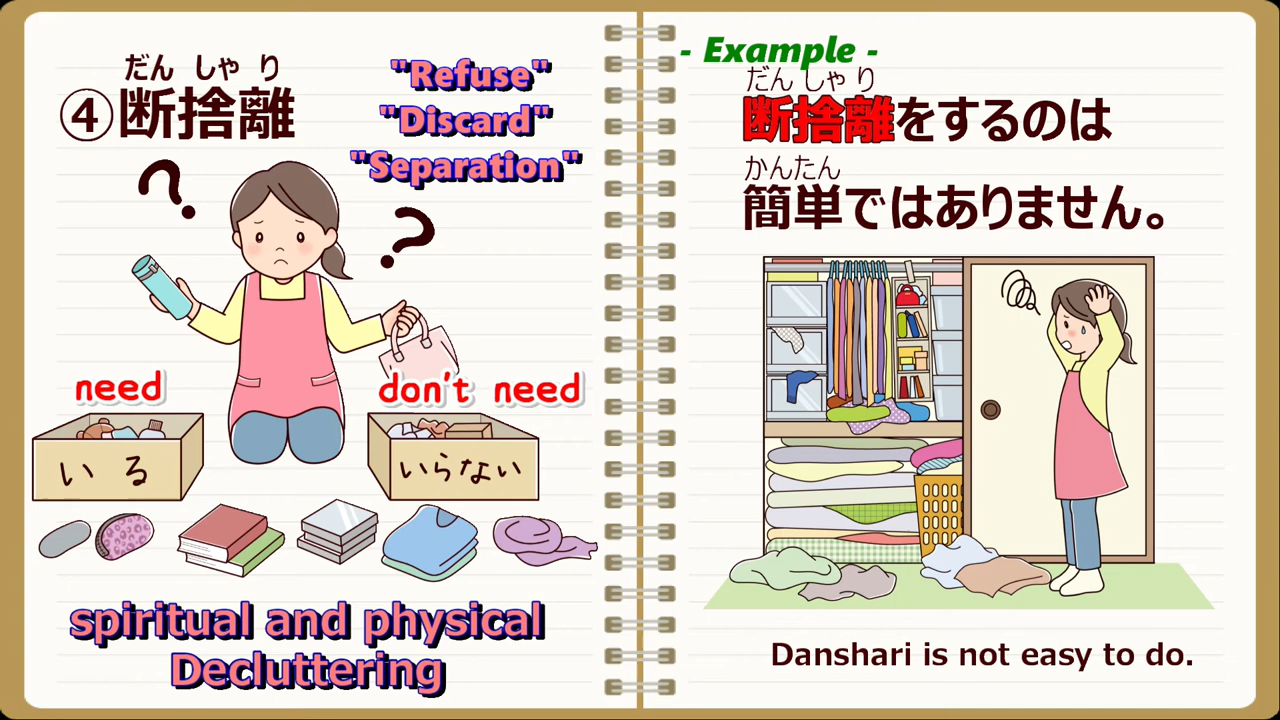 だん しゃ り
④断捨離
"Refuse"
"Discard"
"Separation"
need
don't need
いる
いらない
spiritual and physical
Decluttering
- Example -
だん しゃ り
断捨離をするのは
かんたん
簡単ではありません。
Danshari is not easy to do.